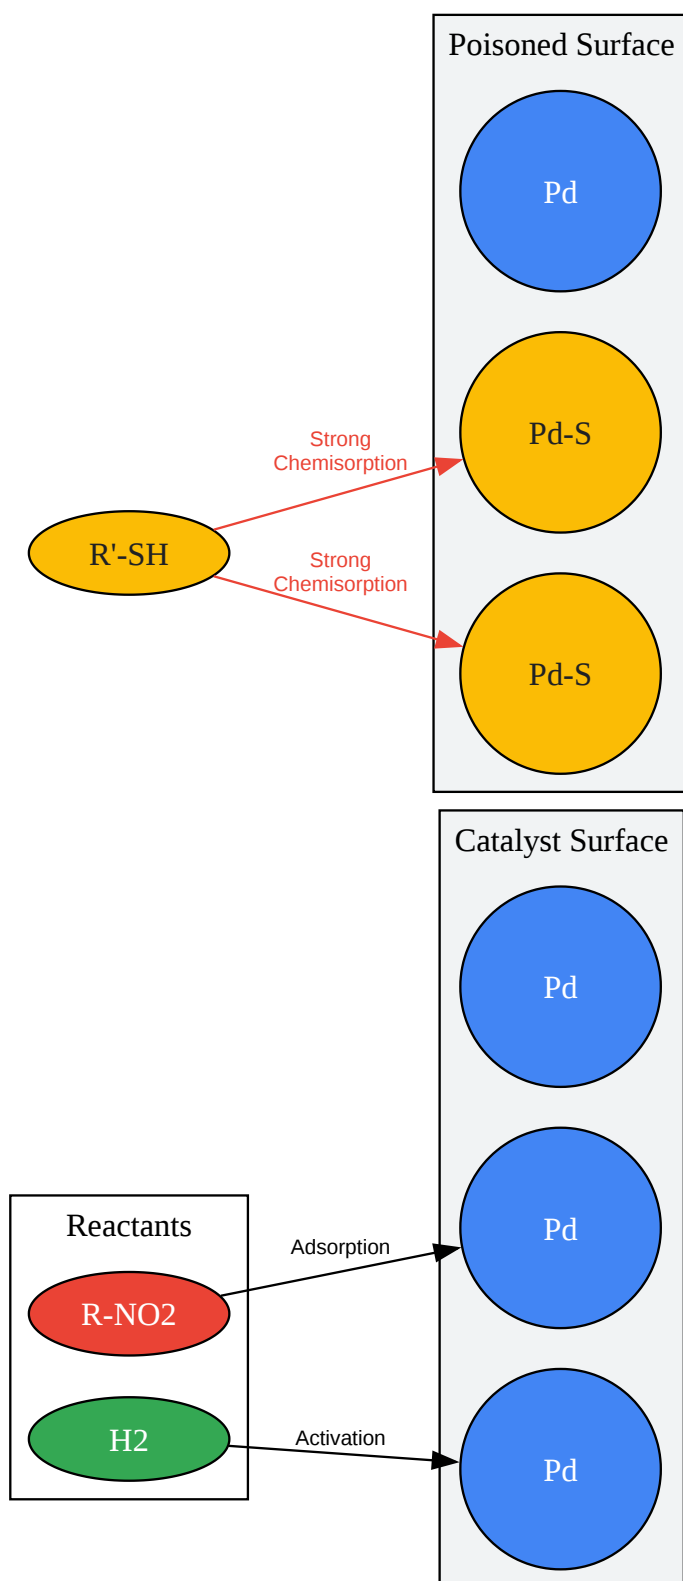 Poisoned Surface
Pd
Strong
Chemisorption
Pd-S
R'-SH
Strong
Chemisorption
Pd-S
Catalyst Surface
Pd
Reactants
Adsorption
Pd
R-NO2
H2
Activation
Pd